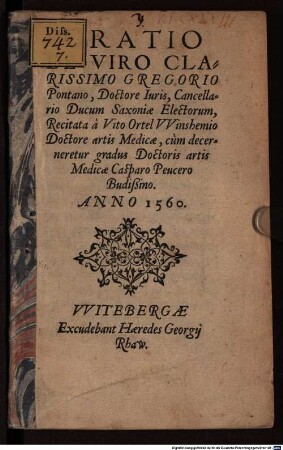 Diss.
742
7.
RATIO
VIRO CLA-
RISSIMO GREGORIO
Pontano, Doctore Iuris, Cancella-
rio Ducum Saxoniæ Electorum,
Recitata à Vito Ortel VVinshemio
Doctore artis Medicæ, cùm decer-
neretur gradus Doctoris artis
Medicæ Casparo Peucero
Budissino.
ANNO 1560.
VVITEBERGÆ
Excudebant Hæredes Georgij
Rhaw.